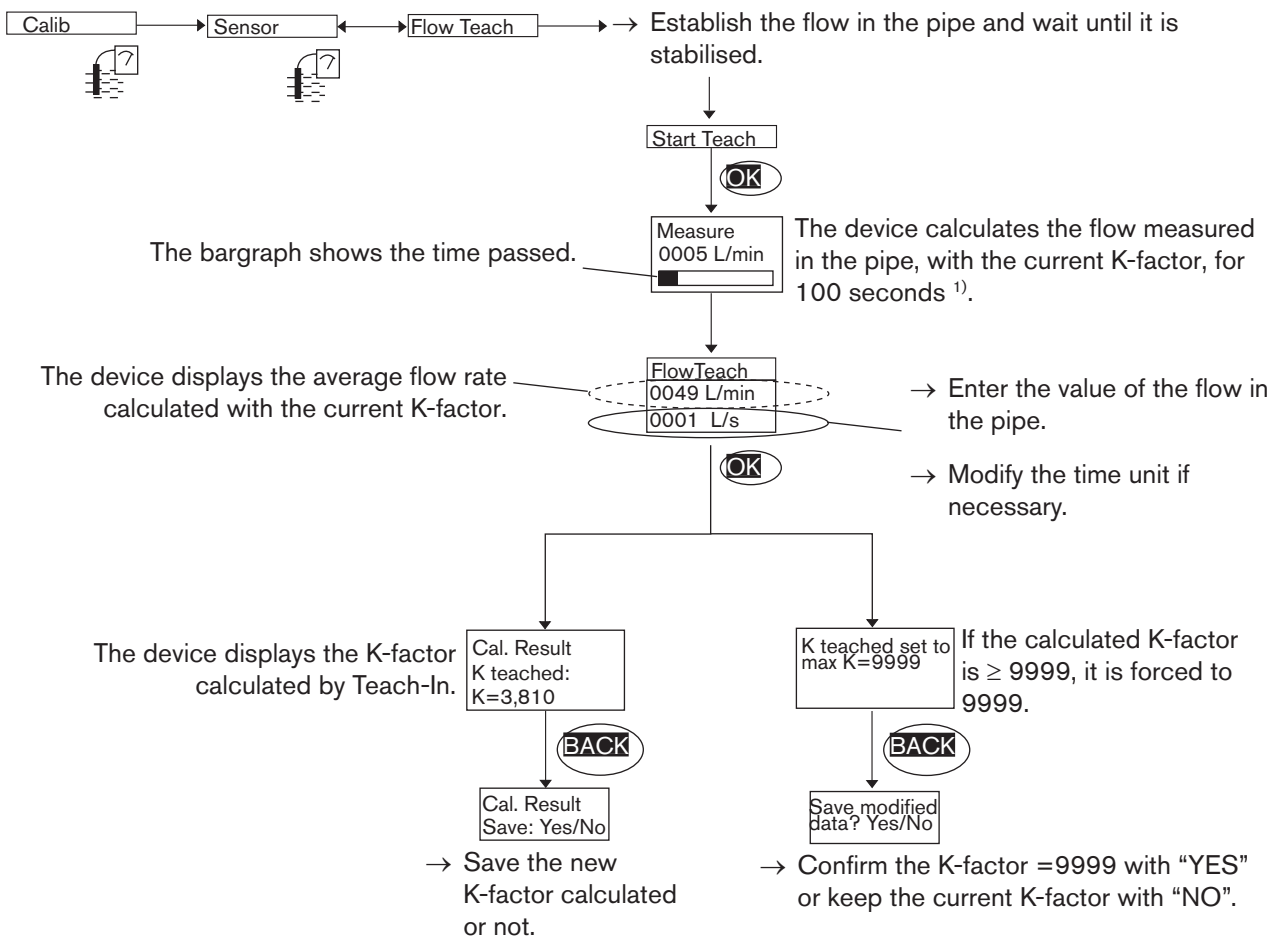 Calib
Sensor
Flow Teach
→ Establish the flow in the pipe and wait until it is
stabilised.
Start Teach
OK
The bargraph shows the time passed.
Measure
0005 L/min
The device calculates the flow measured
in the pipe, with the current K-factor, for
100 seconds 1).
The device displays the average flow rate
calculated with the current K-factor.
FlowTeach
0049 L/min
0001 L/s
→ Enter the value of the flow in
the pipe.
→ Modify the time unit if
necessary.
OK
The device displays the K-factor
calculated by Teach-In.
Cal. Result
K teached:
K=3,810
K teached set to
max K=9999
If the calculated K-factor
is ≥ 9999, it is forced to
9999.
BACK
BACK
Cal. Result
Save: Yes/No
Save modified
data? Yes/No
→ Save the new
K-factor calculated
or not.
→ Confirm the K-factor =9999 with “YES”
or keep the current K-factor with “NO”.